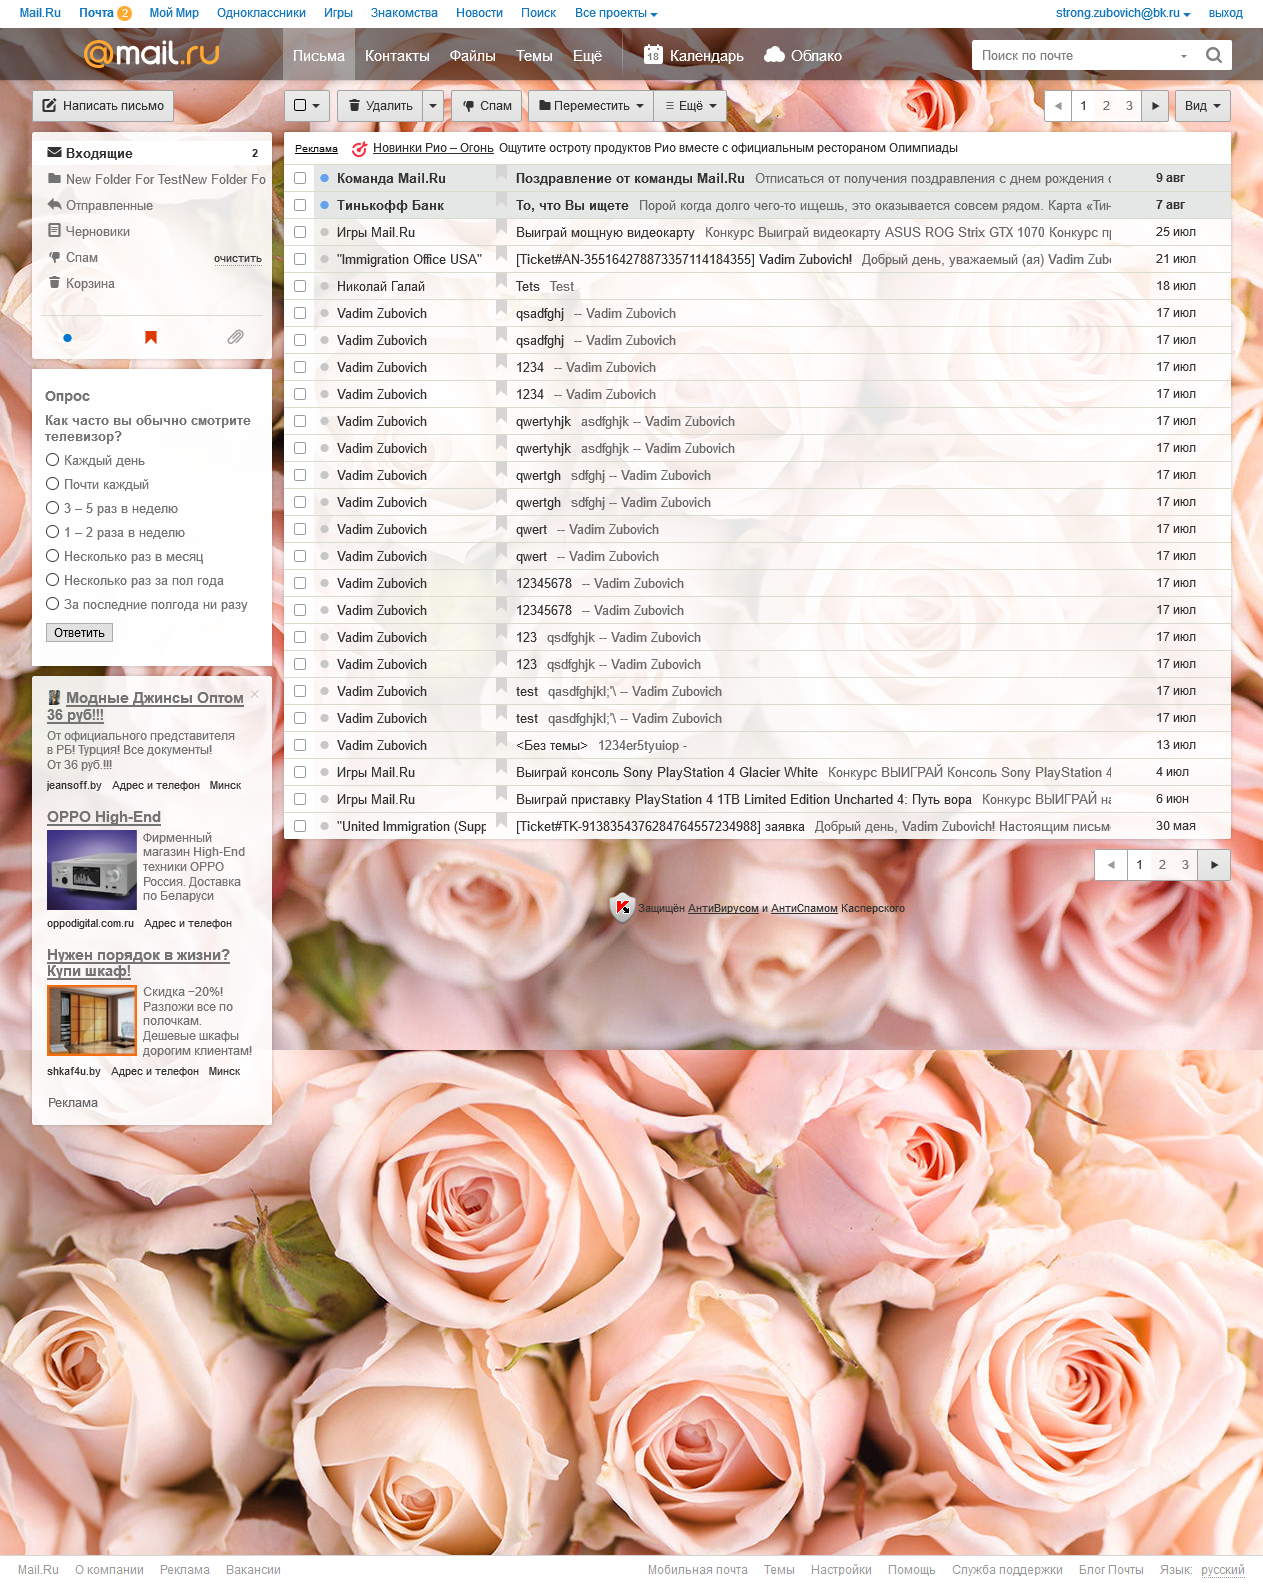 Mail.Ru Почта 2 Мой Мир Одноклассники Игры Знакомства Новости Поиск Все проекты strong.zubovich@bk.ru выход
@mail.ru Письма Контакты Файлы Темы Ещё 18 Календарь Облако Поиск по почте
Написать письмо Удалить Спам Переместить Ещё 1 2 3 Вид
Входящие 2
New Folder For TestNew Folder Fo
Отправленные
Черновики
Спам очистить
Корзина
Опрос
Как часто вы обычно смотрите
телевизор?
Каждый день
Почти каждый
3 – 5 раз в неделю
1 – 2 раза в неделю
Несколько раз в месяц
Несколько раз за пол года
За последние полгода ни разу
Ответить
Модные Джинсы Оптом
36 руб!!!
От официального представителя
в РБ! Турция! Все документы!
От 36 руб.!!!
jeansoff.by Адрес и телефон Минск
OPPO High-End
Фирменный
магазин High-End
техники OPPO
Россия. Доставка
по Беларуси
oppodigital.com.ru Адрес и телефон
Нужен порядок в жизни?
Купи шкаф!
Скидка −20%!
Разложи все по
полочкам.
Дешевые шкафы
дорогим клиентам!
shkaf4u.by Адрес и телефон Минск
Реклама
Реклама Новинки Рио – Огонь Ощутите остроту продуктов Рио вместе с официальным рестораном Олимпиады
Команда Mail.Ru Поздравление от команды Mail.Ru Отписаться от получения поздравления с днем рождения 9 авг
Тинькофф Банк То, что Вы ищете Порой когда долго чего-то ищешь, это оказывается совсем рядом. Карта «Тин 7 авг
Игры Mail.Ru Выиграй мощную видеокарту Конкурс Выиграй видеокарту ASUS ROG Strix GTX 1070 Конкурс пр 25 июл
"Immigration Office USA" [Ticket#AN-355164278873357114184355] Vadim Zubovich! Добрый день, уважаемый (ая) Vadim Zubo 21 июл
Николай Галай Tets Test 18 июл
Vadim Zubovich qsadfghj -- Vadim Zubovich 17 июл
Vadim Zubovich qsadfghj -- Vadim Zubovich 17 июл
Vadim Zubovich 1234 -- Vadim Zubovich 17 июл
Vadim Zubovich 1234 -- Vadim Zubovich 17 июл
Vadim Zubovich qwertyhjk asdfghjk -- Vadim Zubovich 17 июл
Vadim Zubovich qwertyhjk asdfghjk -- Vadim Zubovich 17 июл
Vadim Zubovich qwertgh sdfghj -- Vadim Zubovich 17 июл
Vadim Zubovich qwertgh sdfghj -- Vadim Zubovich 17 июл
Vadim Zubovich qwert -- Vadim Zubovich 17 июл
Vadim Zubovich qwert -- Vadim Zubovich 17 июл
Vadim Zubovich 12345678 -- Vadim Zubovich 17 июл
Vadim Zubovich 12345678 -- Vadim Zubovich 17 июл
Vadim Zubovich 123 qsdfghjk -- Vadim Zubovich 17 июл
Vadim Zubovich 123 qsdfghjk -- Vadim Zubovich 17 июл
Vadim Zubovich test qasdfghjkl;'\ -- Vadim Zubovich 17 июл
Vadim Zubovich test qasdfghjkl;'\ -- Vadim Zubovich 17 июл
Vadim Zubovich <Без темы> 1234er5tyuiop - 13 июл
Игры Mail.Ru Выиграй консоль Sony PlayStation 4 Glacier White Конкурс ВЫИГРАЙ Консоль Sony PlayStation 4 4 июл
Игры Mail.Ru Выиграй приставку PlayStation 4 1TB Limited Edition Uncharted 4: Путь вора Конкурс ВЫИГРАЙ на 6 июн
"United Immigration (Supp [Ticket#TK-9138354376284764557234988] заявка Добрый день, Vadim Zubovich! Настоящим письм 30 мая
1 2 3
Защищён АнтиВирусом и АнтиСпамом Касперского
Mail.Ru О компании Реклама Вакансии Мобильная почта Темы Настройки Помощь Служба поддержки Блог Почты Язык: русский